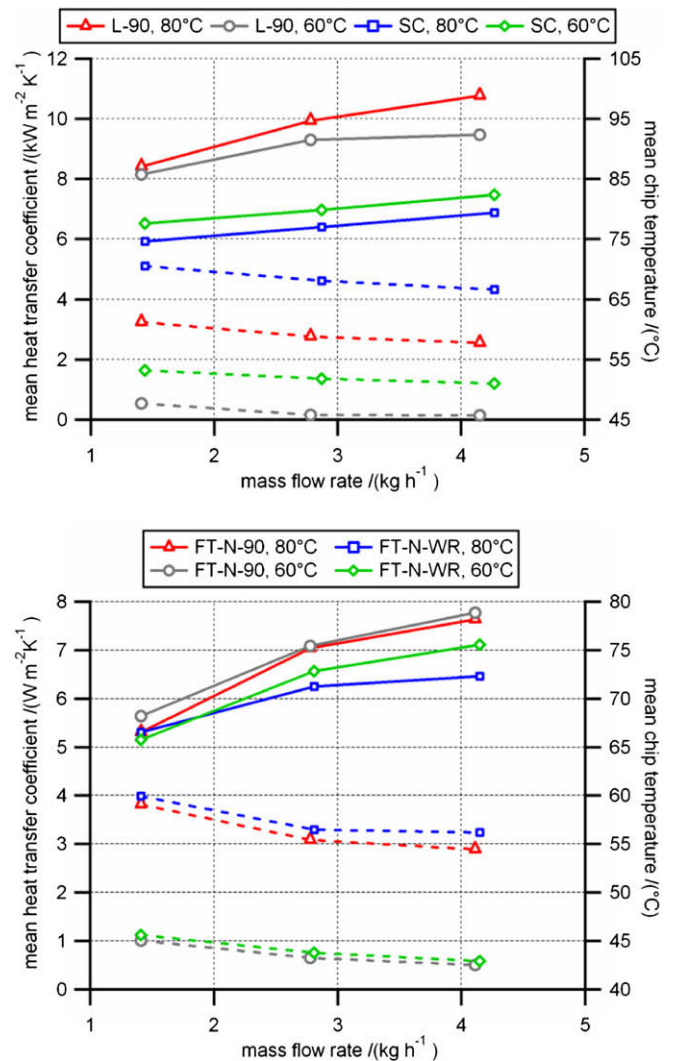 L-90, 80°C L-90, 60°C SC, 80°C SC, 60°C
12 105
10 95
8 85
6 75
4 65
2 55
0 45
1 2 3 4 5
mean heat transfer coefficient /(kW m-2 K-1)
mean chip temperature /(°C)
mass flow rate /(kg h-1 )
FT-N-90, 80°C FT-N-WR, 80°C
FT-N-90, 60°C FT-N-WR, 60°C
8 80
7 75
6 70
5 65
4 60
3 55
2 50
1 45
0 40
1 2 3 4 5
mean heat transfer coefficient /(W m-2K-1)
mean chip temperature /(°C)
mass flow rate /(kg h-1 )